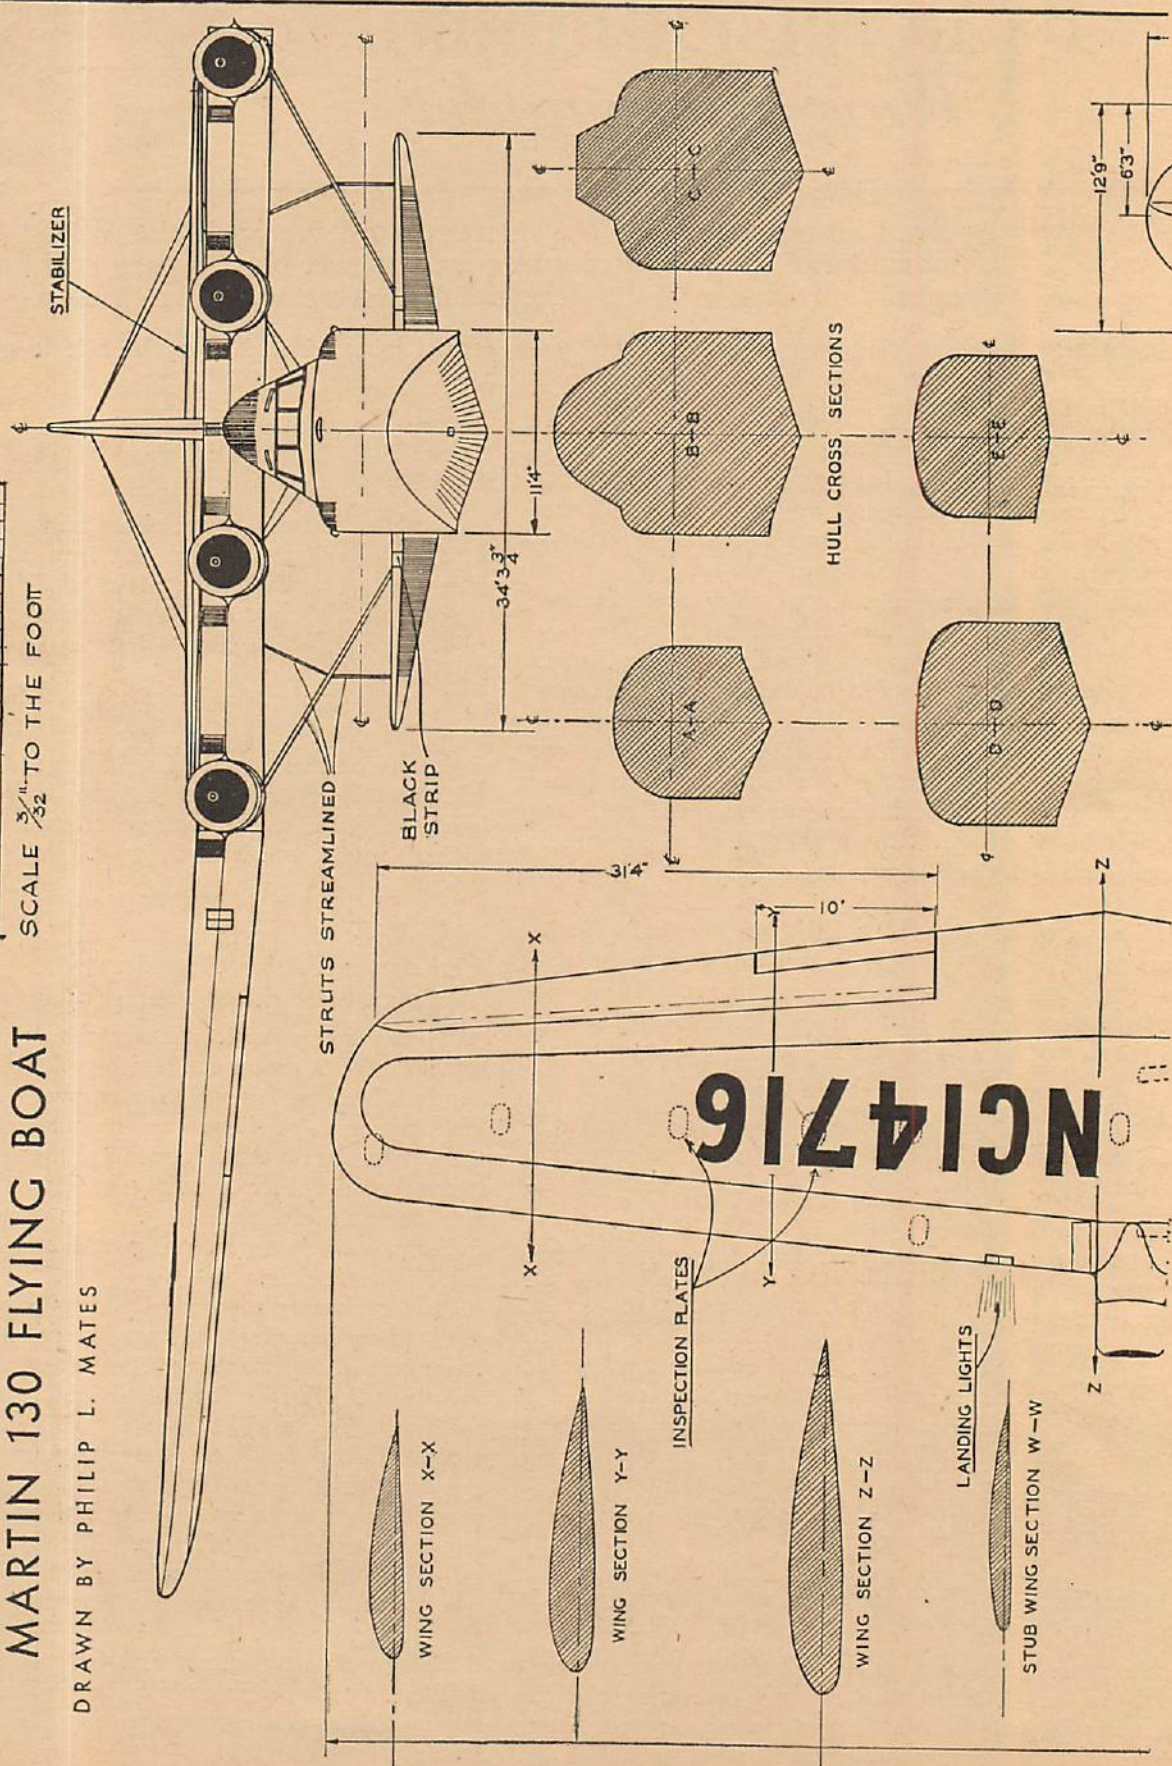 MARTIN 130 FLYING BOAT
SCALE 3/32" TO THE FOOT
DRAWN BY PHILIP L. MATES
STABILIZER
℄
℄
℄
STRUTS STREAMLINED
BLACK
STRIP
34'3¾"
11'4"
℄
℄
℄
℄
A—A
B—B
C—C
℄
℄
HULL CROSS SECTIONS
D—D
E—E
℄
℄
℄
℄
12'9"
6'3"
31'4"
10'
X
X
Y
Y
Z
Z
NC14716
INSPECTION PLATES
LANDING LIGHTS
WING SECTION X–X
WING SECTION Y–Y
WING SECTION Z–Z
STUB WING SECTION W–W